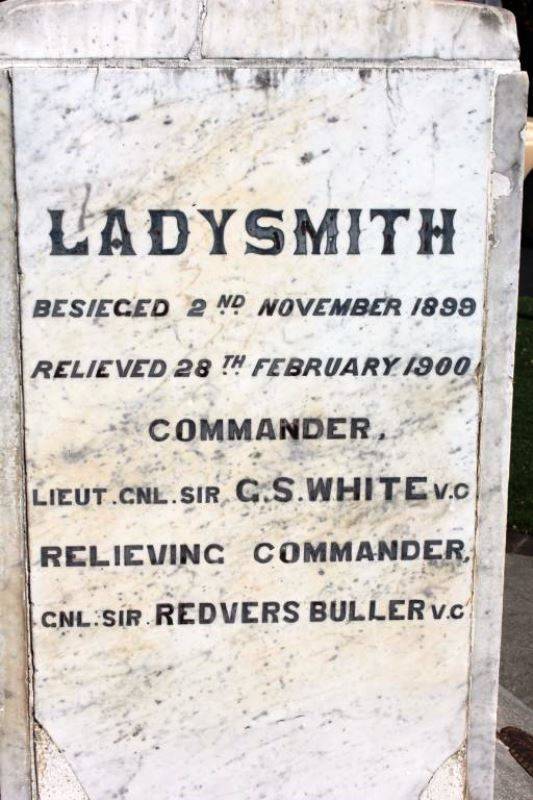 LADYSMITH
BESIEGED 2ND NOVEMBER 1899
RELIEVED 28TH FEBRUARY 1900
COMMANDER,
LIEUT.GNL.SIR G.S.WHITE V.C
RELIEVING COMMANDER,
GNL.SIR.REDVERS BULLER V.C